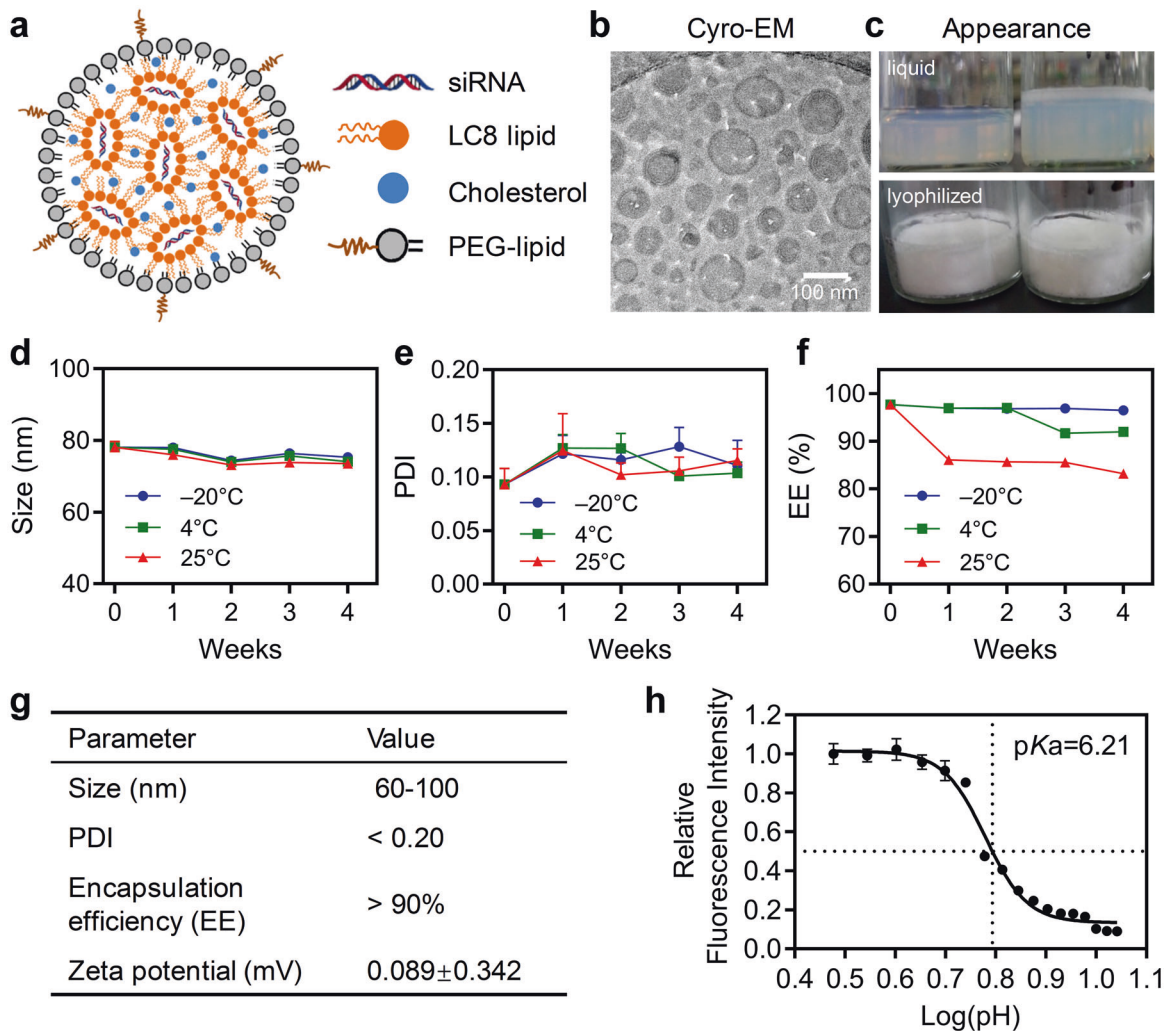 a
siRNA
LC8 lipid
Cholesterol
PEG-lipid
b
Cyro-EM
100 nm
c
Appearance
liquid
lyophilized
d
Size (nm)
100
80
60
40
–20°C
4°C
25°C
0 1 2 3 4
Weeks
e
PDI
0.20
0.15
0.10
0.05
0.00
–20°C
4°C
25°C
0 1 2 3 4
Weeks
f
EE (%)
100
90
80
70
60
–20°C
4°C
25°C
0 1 2 3 4
Weeks
g
Parameter Value
Size (nm) 60-100
PDI < 0.20
Encapsulation
efficiency (EE) > 90%
Zeta potential (mV) 0.089±0.342
h
Relative
Fluorescence Intensity
1.2
1.0
0.8
0.6
0.4
0.2
0.0
pKa=6.21
0.4 0.5 0.6 0.7 0.8 0.9 1.0 1.1
Log(pH)